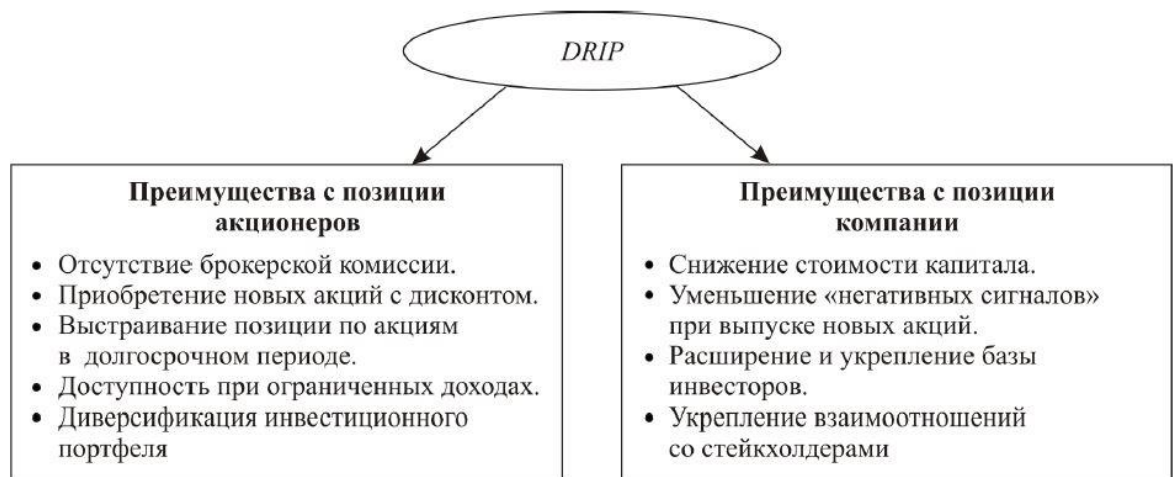 DRIP
Преимущества с позиции
акционеров
• Отсутствие брокерской комиссии.
• Приобретение новых акций с дисконтом.
• Выстраивание позиции по акциям
в долгосрочном периоде.
• Доступность при ограниченных доходах.
• Диверсификация инвестиционного
портфеля
Преимущества с позиции
компании
• Снижение стоимости капитала.
• Уменьшение «негативных сигналов»
при выпуске новых акций.
• Расширение и укрепление базы
инвесторов.
• Укрепление взаимоотношений
со стейкхолдерами